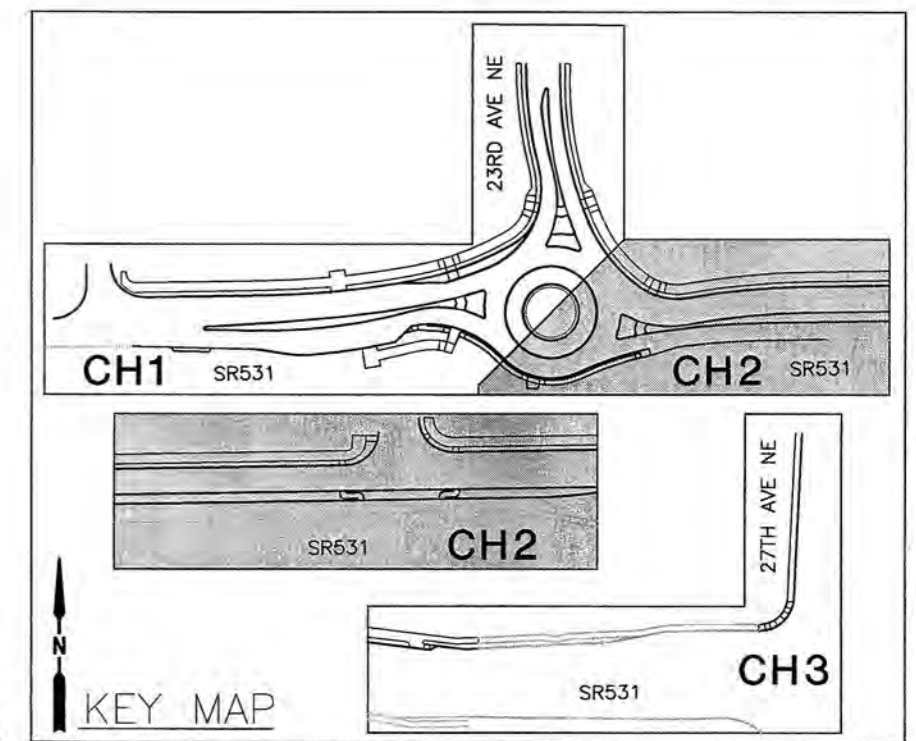 23RD AVE NE
CH1
SR531
CH2
SR531
SR531
CH2
27TH AVE NE
N
KEY MAP
SR531
CH3